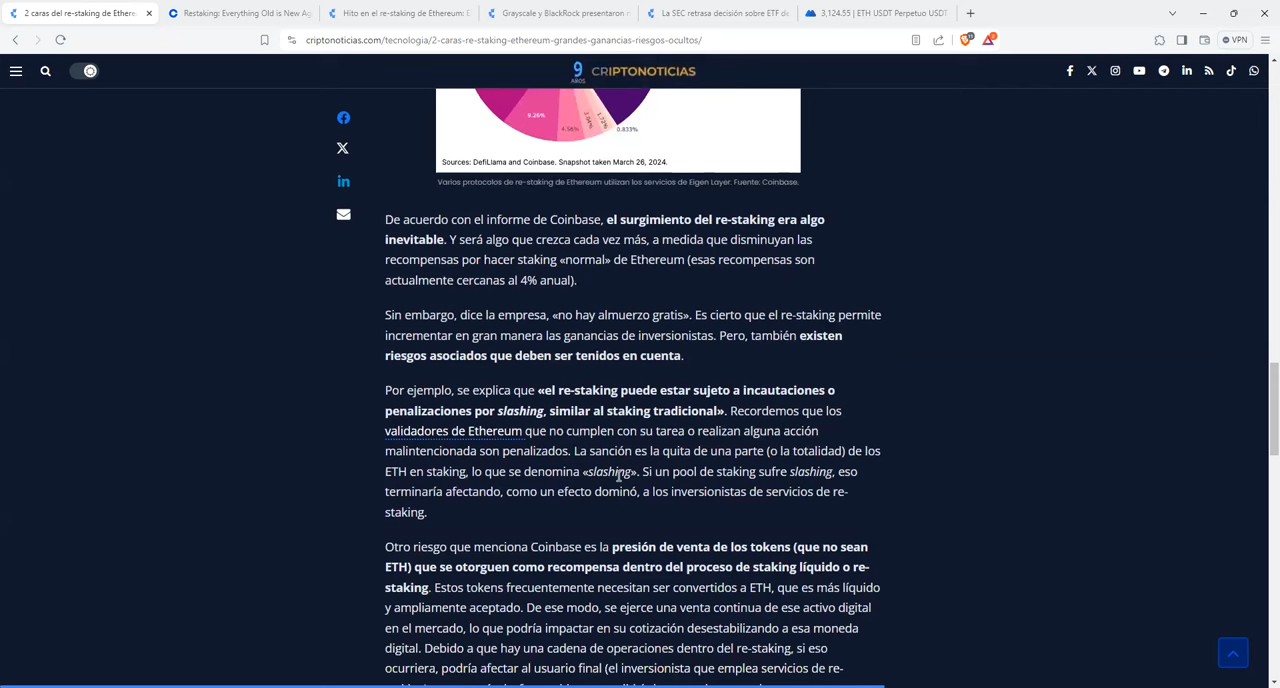 2 caras del re-staking de Ethere
Restaking: Everything Old is New Ag
Hito en el re-staking de Ethereum: E
Grayscale y BlackRock presentaron n
La SEC retrasa decisión sobre ETF de
3,124.55 | ETH USDT Perpetuo USDT
criptonoticias.com/tecnologia/2-caras-re-staking-ethereum-grandes-ganancias-riesgos-ocultos/
VPN
9 AÑOS
CRIPTONOTICIAS
9.26%
4.56%
2.04%
1.72%
0.833%
Sources: DefiLlama and Coinbase. Snapshot taken March 26, 2024.
Varios protocolos de re-staking de Ethereum utilizan los servicios de Eigen Layer. Fuente: Coinbase.
De acuerdo con el informe de Coinbase, el surgimiento del re-staking era algo
inevitable. Y será algo que crezca cada vez más, a medida que disminuyan las
recompensas por hacer staking «normal» de Ethereum (esas recompensas son
actualmente cercanas al 4% anual).
Sin embargo, dice la empresa, «no hay almuerzo gratis». Es cierto que el re-staking permite
incrementar en gran manera las ganancias de inversionistas. Pero, también existen
riesgos asociados que deben ser tenidos en cuenta.
Por ejemplo, se explica que «el re-staking puede estar sujeto a incautaciones o
penalizaciones por slashing, similar al staking tradicional». Recordemos que los
validadores de Ethereum que no cumplen con su tarea o realizan alguna acción
malintencionada son penalizados. La sanción es la quita de una parte (o la totalidad) de los
ETH en staking, lo que se denomina «slashing». Si un pool de staking sufre slashing, eso
terminaría afectando, como un efecto dominó, a los inversionistas de servicios de re-
staking.
Otro riesgo que menciona Coinbase es la presión de venta de los tokens (que no sean
ETH) que se otorguen como recompensa dentro del proceso de staking líquido o re-
staking. Estos tokens frecuentemente necesitan ser convertidos a ETH, que es más líquido
y ampliamente aceptado. De ese modo, se ejerce una venta continua de ese activo digital
en el mercado, lo que podría impactar en su cotización desestabilizando a esa moneda
digital. Debido a que hay una cadena de operaciones dentro del re-staking, si eso
ocurriera, podría afectar al usuario final (el inversionista que emplea servicios de re-